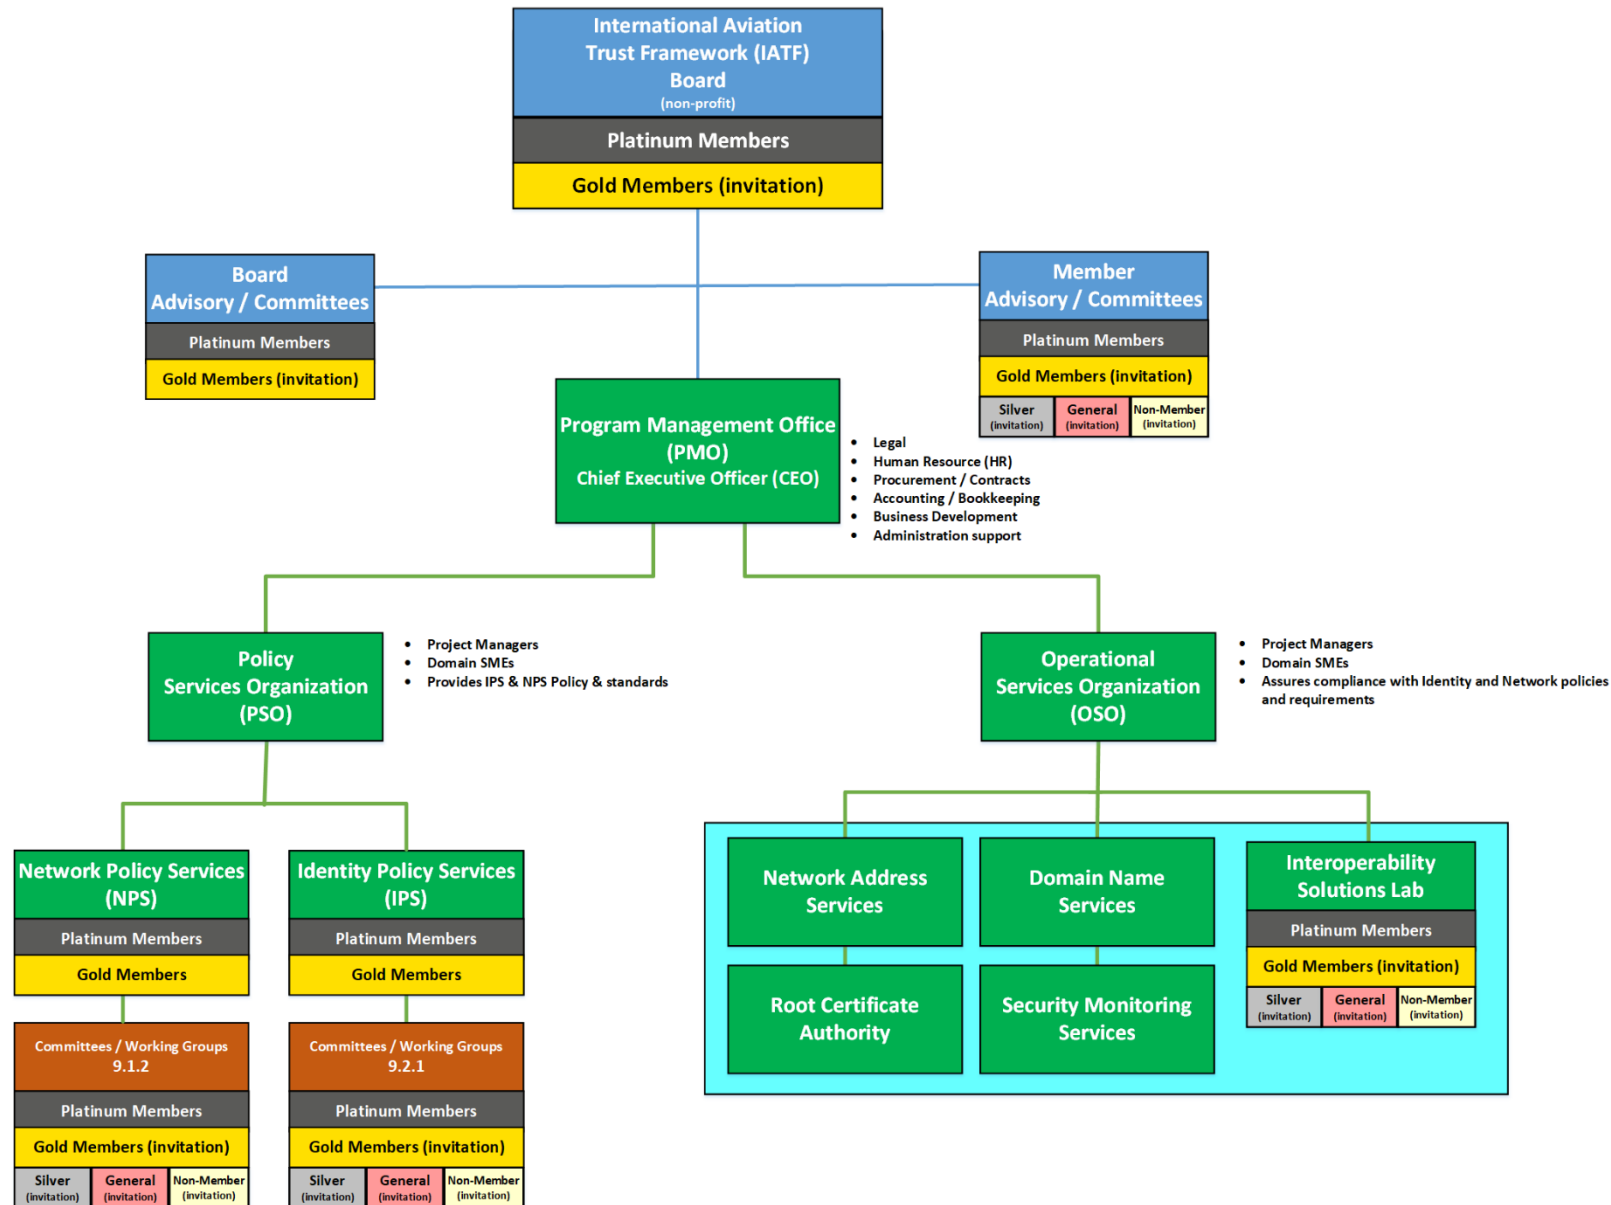 International Aviation
Trust Framework (IATF)
Board
(non-profit)
Platinum Members
Gold Members (invitation)
Board
Advisory / Committees
Platinum Members
Gold Members (invitation)
Member
Advisory / Committees
Platinum Members
Gold Members (invitation)
Silver
(invitation)
General
(invitation)
Non-Member
(invitation)
Program Management Office
(PMO)
Chief Executive Officer (CEO)
• Legal
• Human Resource (HR)
• Procurement / Contracts
• Accounting / Bookkeeping
• Business Development
• Administration support
Policy
Services Organization
(PSO)
• Project Managers
• Domain SMEs
• Provides IPS & NPS Policy & standards
Operational
Services Organization
(OSO)
• Project Managers
• Domain SMEs
• Assures compliance with Identity and Network policies
and requirements
Network Policy Services
(NPS)
Platinum Members
Gold Members
Committees / Working Groups
9.1.2
Platinum Members
Gold Members (invitation)
Silver
(invitation)
General
(invitation)
Non-Member
(invitation)
Identity Policy Services
(IPS)
Platinum Members
Gold Members
Committees / Working Groups
9.2.1
Platinum Members
Gold Members (invitation)
Silver
(invitation)
General
(invitation)
Non-Member
(invitation)
Network Address
Services
Domain Name
Services
Root Certificate
Authority
Security Monitoring
Services
Interoperability
Solutions Lab
Platinum Members
Gold Members (invitation)
Silver
(invitation)
General
(invitation)
Non-Member
(invitation)